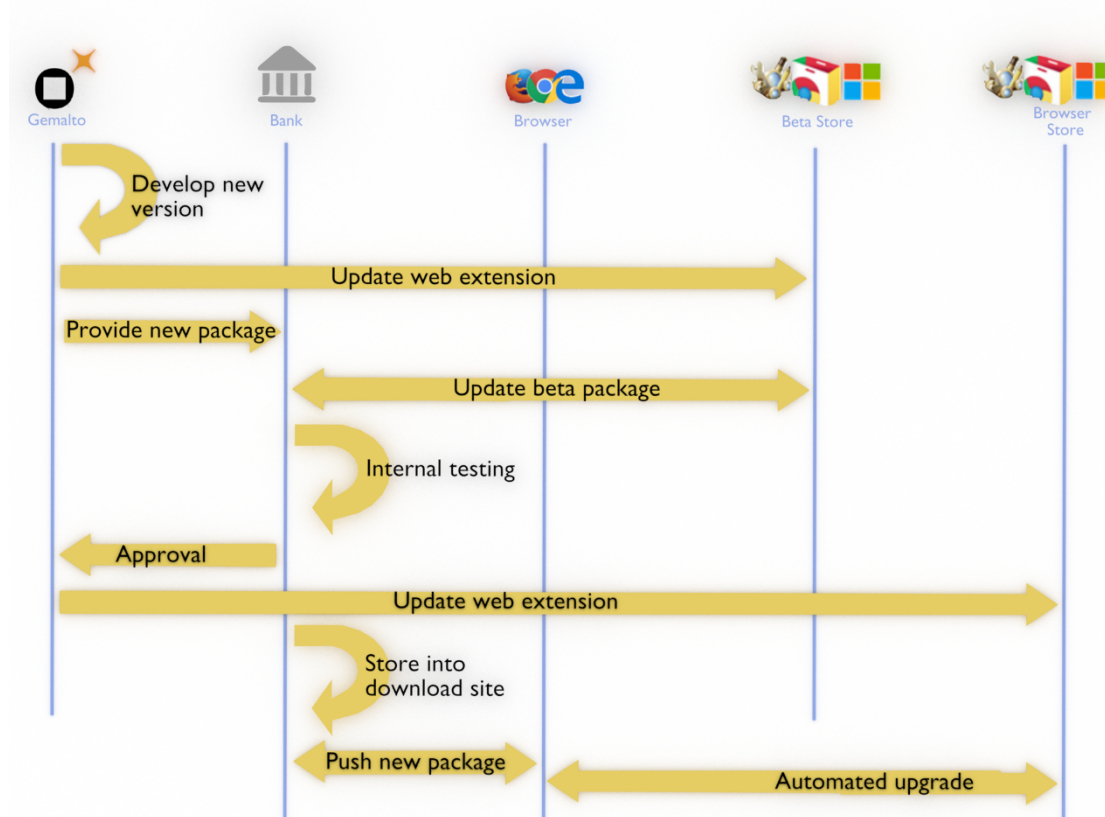 Gemalto
Bank
Browser
Beta Store
Browser
Store
Develop new
version
Update web extension
Provide new package
Update beta package
Internal testing
Approval
Update web extension
Store into
download site
Push new package
Automated upgrade